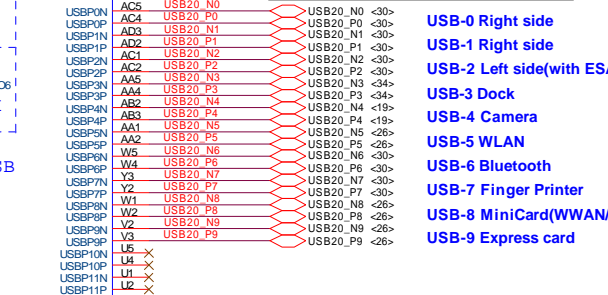 USBP0N AC5 USB20_N0 USB20_N0 <30>
USBP0P AC4 USB20_P0 USB20_P0 <30> USB-0 Right side
USBP1N AD3 USB20_N1 USB20_N1 <30>
USBP1P AD2 USB20_P1 USB20_P1 <30> USB-1 Right side
USBP2N AC1 USB20_N2 USB20_N2 <30>
USBP2P AC2 USB20_P2 USB20_P2 <30> USB-2 Left side(with ESA
USBP3N AA5 USB20_N3 USB20_N3 <34>
USBP3P AA4 USB20_P3 USB20_P3 <34> USB-3 Dock
USBP4N AB2 USB20_N4 USB20_N4 <19>
USBP4P AB3 USB20_P4 USB20_P4 <19> USB-4 Camera
USBP5N AA1 USB20_N5 USB20_N5 <26>
USBP5P AA2 USB20_P5 USB20_P5 <26> USB-5 WLAN
USBP6N W5 USB20_N6 USB20_N6 <30>
USBP6P W4 USB20_P6 USB20_P6 <30> USB-6 Bluetooth
USBP7N Y3 USB20_N7 USB20_N7 <30>
USBP7P Y2 USB20_P7 USB20_P7 <30> USB-7 Finger Printer
USBP8N W1 USB20_N8 USB20_N8 <26>
USBP8P W2 USB20_P8 USB20_P8 <26> USB-8 MiniCard(WWAN/
USBP9N V2 USB20_N9 USB20_N9 <26>
USBP9P V3 USB20_P9 USB20_P9 <26> USB-9 Express card
USBP10N U5
USBP10P U4
USBP11N U1
USBP11P U2